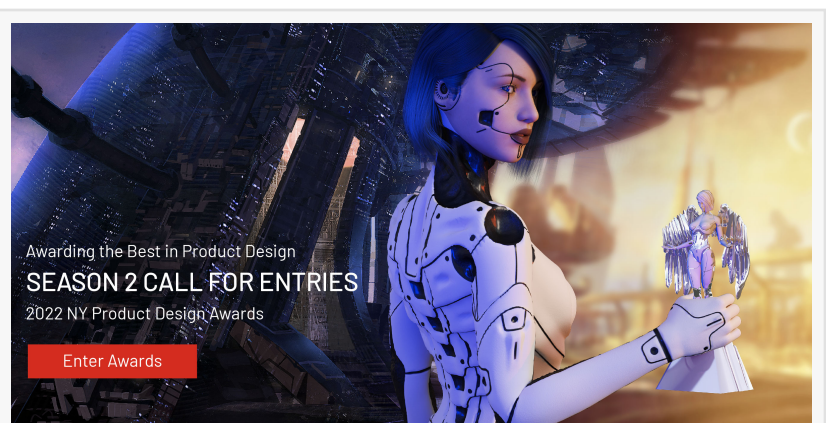 Awarding the Best in Product Design
SEASON 2 CALL FOR ENTRIES
2022 NY Product Design Awards
Enter Awards